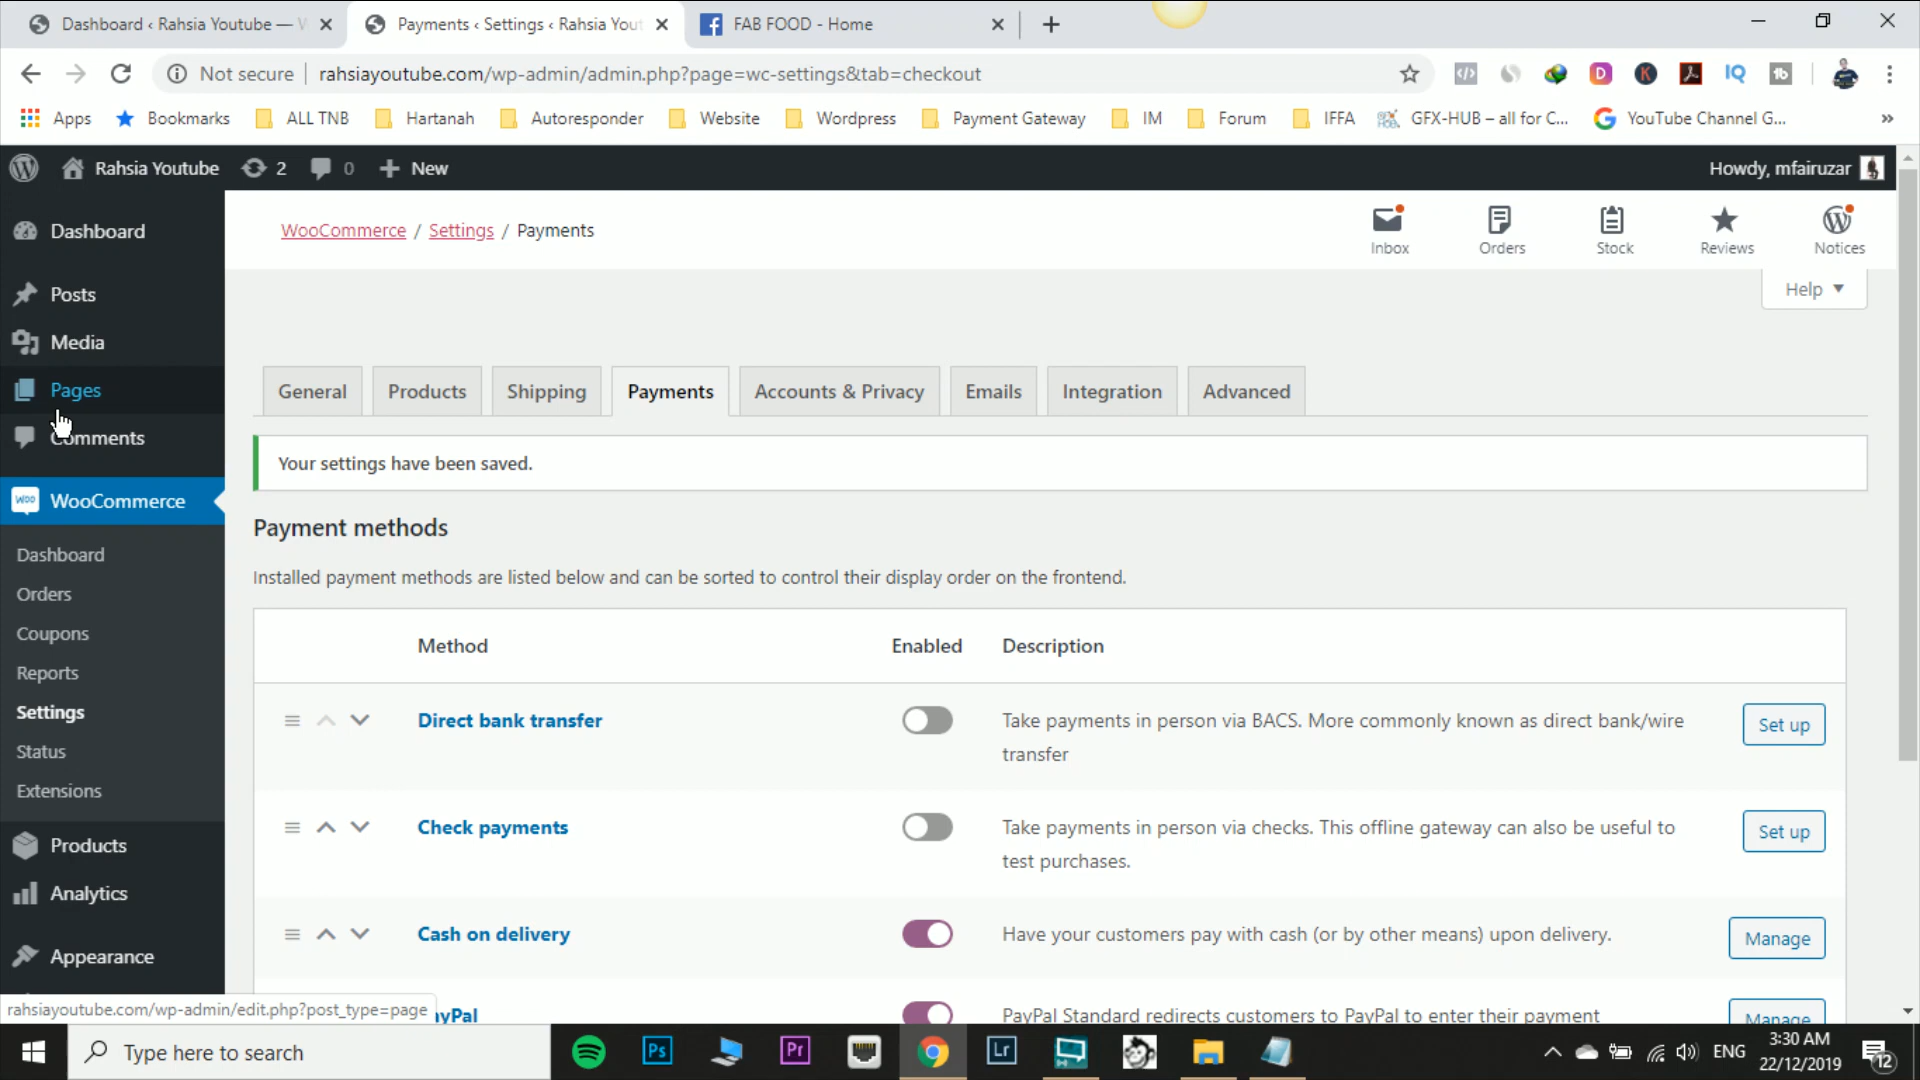 Dashboard ‹ Rahsia Youtube — W
Payments ‹ Settings ‹ Rahsia Yout
FAB FOOD - Home
Not secure
rahsiayoutube.com/wp-admin/admin.php?page=wc-settings&tab=checkout
Apps
Bookmarks
ALL TNB
Hartanah
Autoresponder
Website
Wordpress
Payment Gateway
IM
Forum
IFFA
GFX-HUB – all for C...
YouTube Channel G...
Rahsia Youtube
2
0
New
Howdy, mfairuzar
Dashboard
Posts
Media
Pages
Comments
WooCommerce
Dashboard
Orders
Coupons
Reports
Settings
Status
Extensions
Products
Analytics
Appearance
WooCommerce / Settings / Payments
Inbox
Orders
Stock
Reviews
Notices
Help
General
Products
Shipping
Payments
Accounts & Privacy
Emails
Integration
Advanced
Your settings have been saved.
Payment methods
Installed payment methods are listed below and can be sorted to control their display order on the frontend.
Method
Enabled
Description
Direct bank transfer
Take payments in person via BACS. More commonly known as direct bank/wire
transfer
Set up
Check payments
Take payments in person via checks. This offline gateway can also be useful to
test purchases.
Set up
Cash on delivery
Have your customers pay with cash (or by other means) upon delivery.
Manage
ayPal
PayPal Standard redirects customers to PayPal to enter their payment
Manage
rahsiayoutube.com/wp-admin/edit.php?post_type=page
Type here to search
Ps
Pr
Lr
ENG
3:30 AM
22/12/2019
12